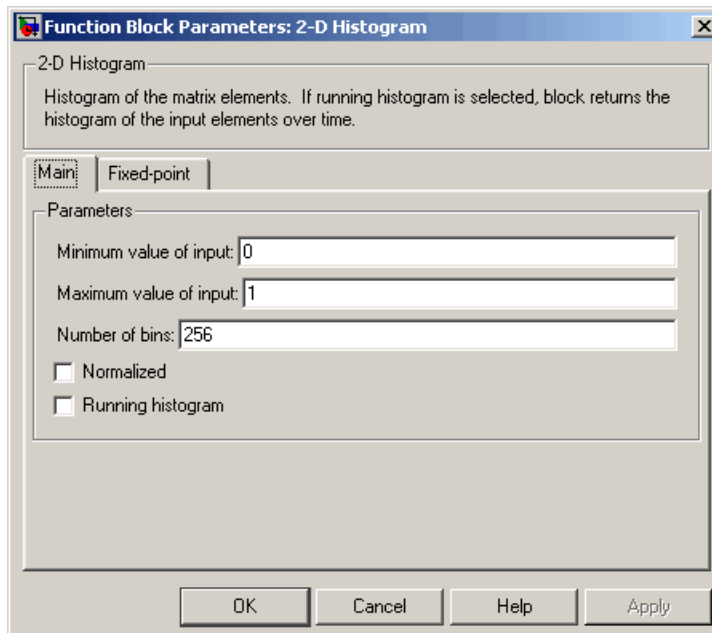 Function Block Parameters: 2-D Histogram
2-D Histogram
Histogram of the matrix elements.  If running histogram is selected, block returns the
histogram of the input elements over time.
Main Fixed-point
Parameters
Minimum value of input: 0
Maximum value of input: 1
Number of bins: 256
Normalized
Running histogram
OK Cancel Help Apply